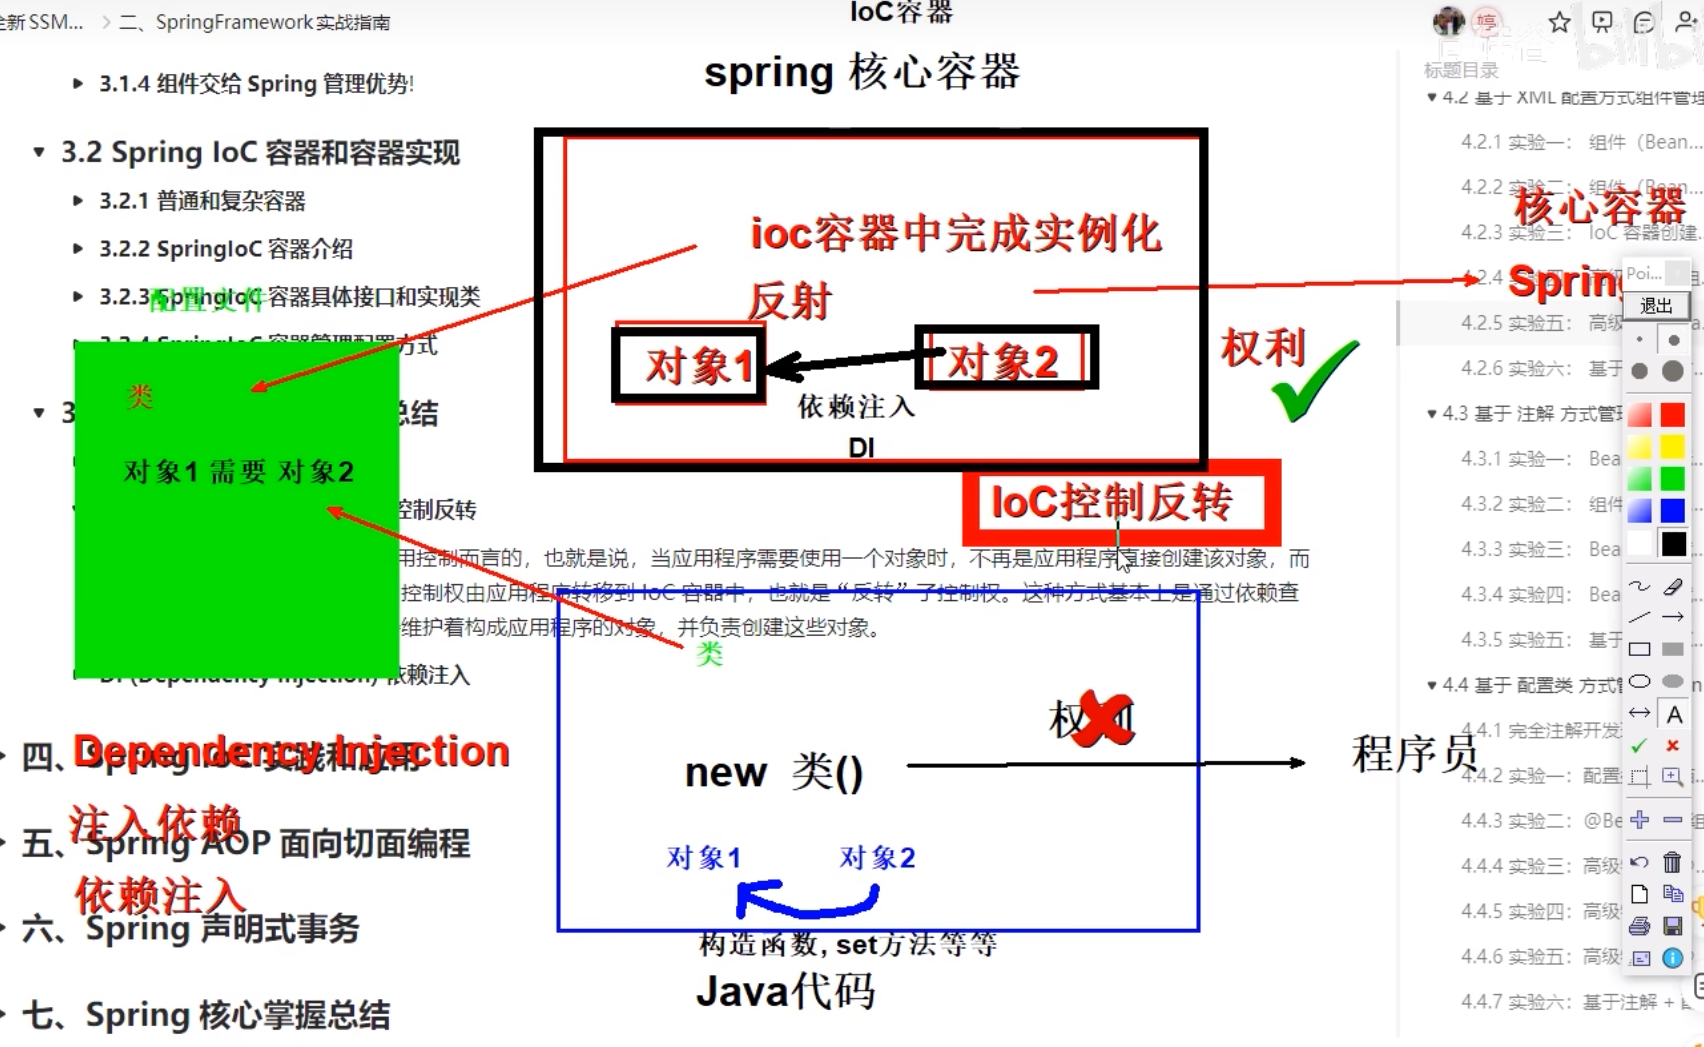 全新 SSM... > 二、SpringFramework 实战指南
3.1.4 组件交给 Spring 管理优势!
3.2 Spring IoC 容器和容器实现
3.2.1 普通和复杂容器
3.2.2 SpringIoC 容器介绍
3.2.3 SpringIoC 容器具体接口和实现类
配置文件
3.2.4 SpringIoC 容器管理配置方式
类
对象1 需要 对象2
总结
控制反转
用控制而言的，也就是说，当应用程序需要使用一个对象时，不再是应用程序直接创建该对象，而
控制权由应用程序转移到 IoC 容器中，也就是“反转”了控制权。这种方式基本上是通过依赖查
维护着构成应用程序的对象，并负责创建这些对象。
DI (Dependency Injection) 依赖注入
四、Spring IoC 实践和应用
Dependency Injection
注入依赖
五、Spring AOP 面向切面编程
依赖注入
六、Spring 声明式事务
七、Spring 核心掌握总结
IoC容器
spring 核心容器
ioc容器中完成实例化
反射
对象1
对象2
依赖注入
DI
权利
IoC控制反转
类
权利
new 类()
程序员
对象1 对象2
构造函数, set方法等等
Java代码
婷
bilibili
标题目录
4.2 基于 XML 配置方式组件管理
4.2.1 实验一： 组件（Bean...
4.2.2 实验二： 组件（Bean...
核心容器
4.2.3 实验三： IoC 容器创建...
4.2.4 实验四： 高级
Spring
Poi...
退出
4.2.5 实验五： 高级
4.2.6 实验六： 基于
4.3 基于 注解 方式管理
4.3.1 实验一： Bea
4.3.2 实验二： 组件
4.3.3 实验三： Bea
4.3.4 实验四： Bea
4.3.5 实验五： 基于
4.4 基于 配置类 方式管
4.4.1 完全注解开发
4.4.2 实验一：配置
4.4.3 实验二：@Be
4.4.4 实验三：高级
4.4.5 实验四：高级
4.4.6 实验五：高级
4.4.7 实验六：基于注解 +
A